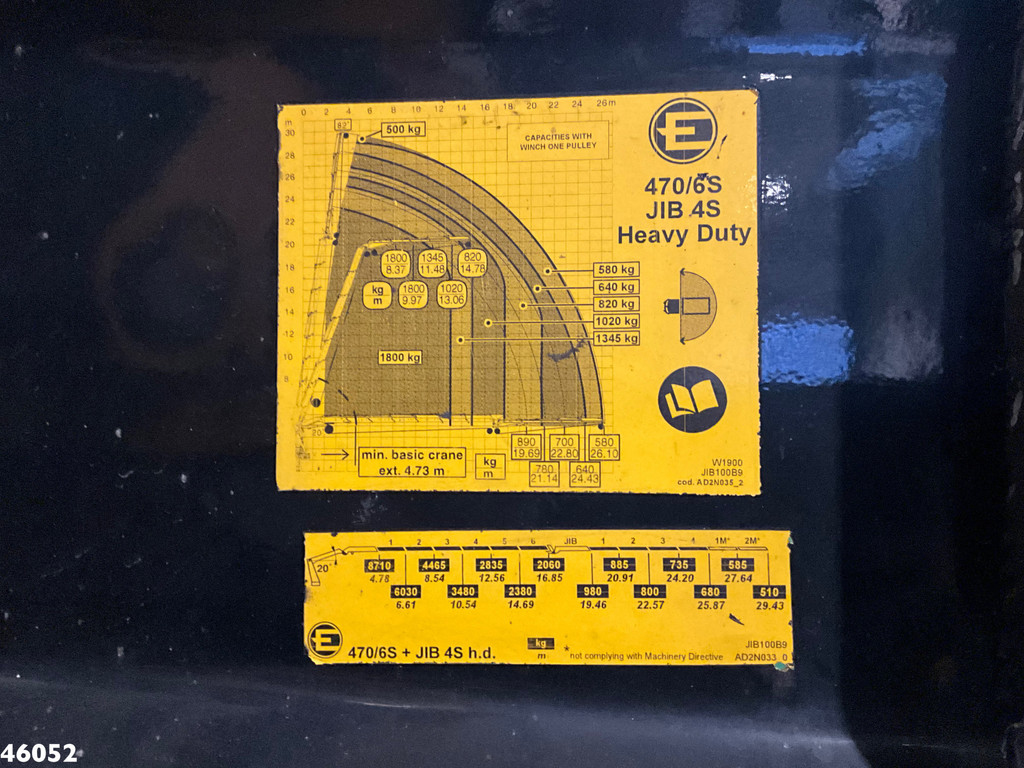 0 2 4 6 8 10 12 14 16 18 20 22 24 26m
m
30
28
26
24
22
20
18
16
14
12
10
8
82°
500 kg
CAPACITIES WITH
WINCH ONE PULLEY
E
470/6S
JIB 4S
Heavy Duty
1800
8.37
1345
11.48
820
14.78
kg
m
1800
9.97
1020
13.06
580 kg
640 kg
820 kg
1020 kg
1345 kg
1800 kg
20°
min. basic crane
ext. 4.73 m
kg
m
890
19.69
700
22.80
580
26.10
780
21.14
640
24.43
W1900
JIB100B9
cod. AD2N035_2
1 2 3 4 5 6 JIB 1 2 3 4 1M* 2M*
20°
8710 4465 2835 2060 885 735 585
4.78 8.54 12.56 16.85 20.91 24.20 27.64
6030 3480 2380 980 800 680 510
6.61 10.54 14.69 19.46 22.57 25.87 29.43
E
470/6S + JIB 4S h.d.
kg
m
*not complying with Machinery Directive
JIB100B9
AD2N033_0
46052